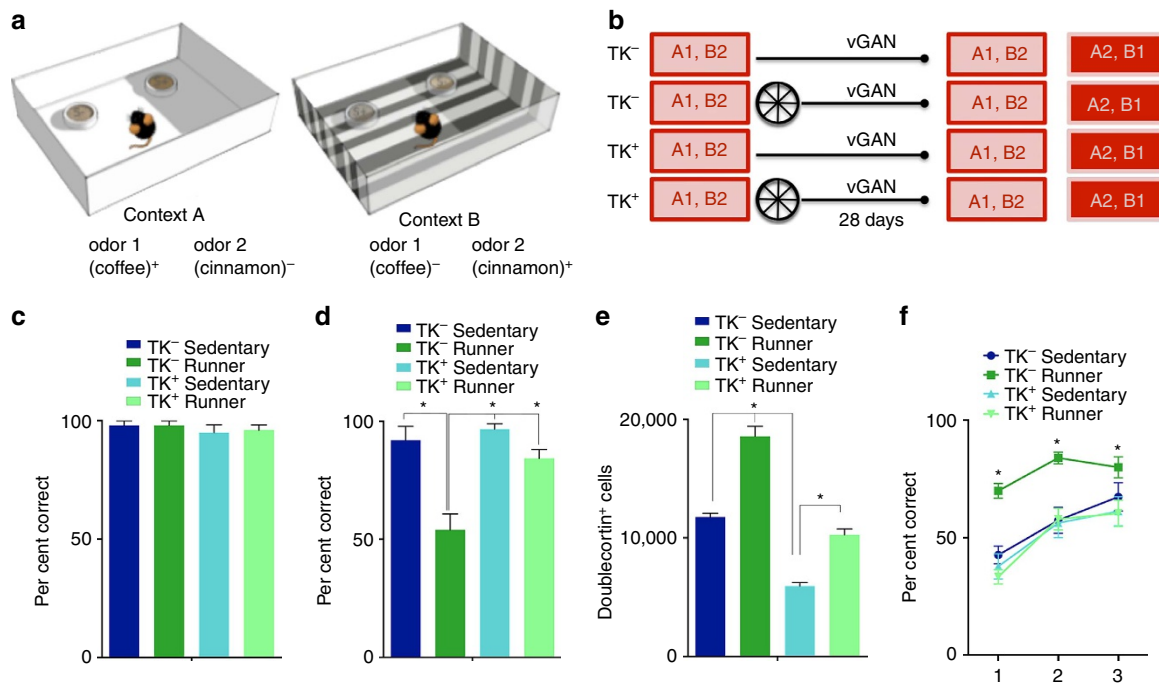 a
Context A
odor 1
(coffee)⁺
odor 2
(cinnamon)⁻
Context B
odor 1
(coffee)⁻
odor 2
(cinnamon)⁺
b
TK⁻ A1, B2 vGAN A1, B2 A2, B1
TK⁻ A1, B2 vGAN A1, B2 A2, B1
TK⁺ A1, B2 vGAN A1, B2 A2, B1
TK⁺ A1, B2 vGAN A1, B2 A2, B1
28 days
c
TK⁻ Sedentary
TK⁻ Runner
TK⁺ Sedentary
TK⁺ Runner
Per cent correct
100
50
0
d
TK⁻ Sedentary
TK⁻ Runner
TK⁺ Sedentary
TK⁺ Runner
* * *
Per cent correct
100
50
0
e
TK⁻ Sedentary
TK⁻ Runner
TK⁺ Sedentary
TK⁺ Runner
*
*
Doublecortin⁺ cells
20,000
10,000
0
f
TK⁻ Sedentary
TK⁻ Runner
TK⁺ Sedentary
TK⁺ Runner
* * *
Per cent correct
100
50
0
1 2 3